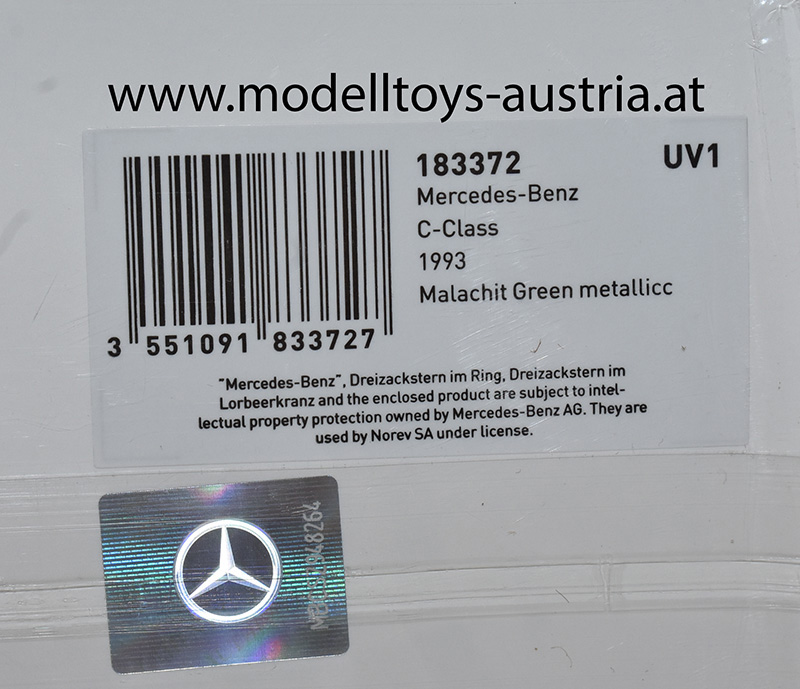 www.modelltoys-austria.at
183372 UV1
Mercedes-Benz
C-Class
1993
Malachit Green metallicc
3 551091 833727
"Mercedes-Benz", Dreizackstern im Ring, Dreizackstern im
Lorbeerkranz and the enclosed product are subject to intel-
lectual property protection owned by Mercedes-Benz AG. They are
used by Norev SA under license.